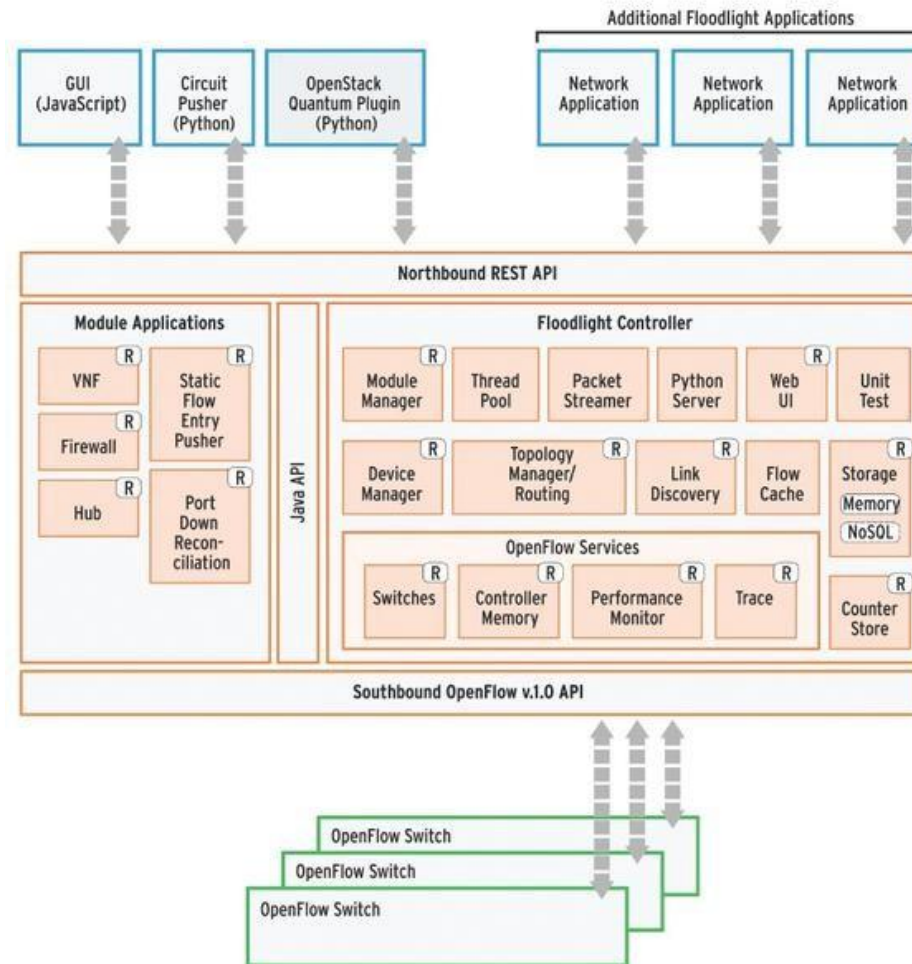 Additional Floodlight Applications
GUI
(JavaScript)
Circuit
Pusher
(Python)
OpenStack
Quantum Plugin
(Python)
Network
Application
Network
Application
Network
Application
Northbound REST API
Module Applications
R
VNF
R
Static
Flow
Entry
Pusher
R
Firewall
R
Hub
R
Port
Down
Recon-
ciliation
Java API
Floodlight Controller
R
Module
Manager
Thread
Pool
Packet
Streamer
Python
Server
R
Web
UI
Unit
Test
R
Device
Manager
R
Topology
Manager/
Routing
R
Link
Discovery
Flow
Cache
R
Storage
Memory
NoSQL
OpenFlow Services
R
Switches
R
Controller
Memory
R
Performance
Monitor
R
Trace
R
Counter
Store
Southbound OpenFlow v.1.0 API
OpenFlow Switch
OpenFlow Switch
OpenFlow Switch